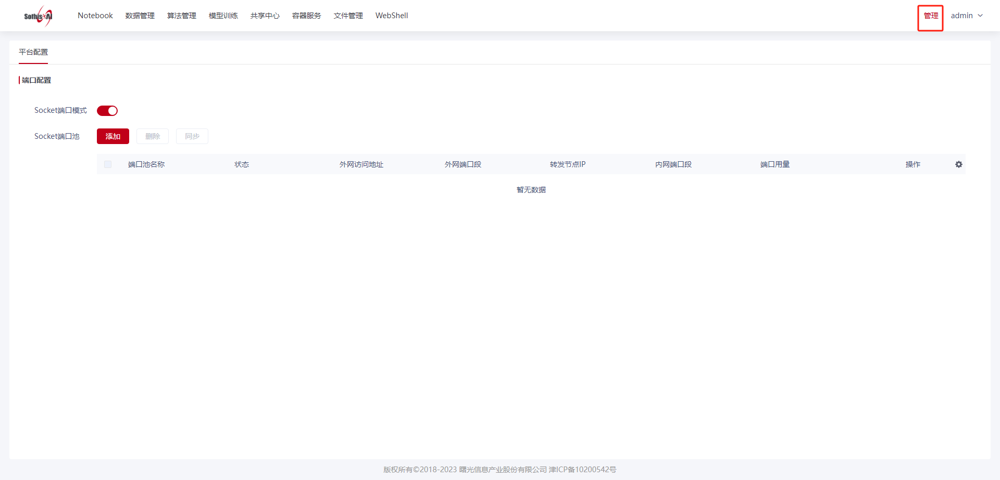 SothisAI
Notebook 数据管理 算法管理 模型训练 共享中心 容器服务 文件管理 WebShell 管理 admin
平台配置
端口配置
Socket端口模式
Socket端口池 添加 删除 同步
端口池名称 状态 外网访问地址 外网端口段 转发节点IP 内网端口段 端口用量 操作
暂无数据
版权所有©2018-2023 曙光信息产业股份有限公司 津ICP备10200542号